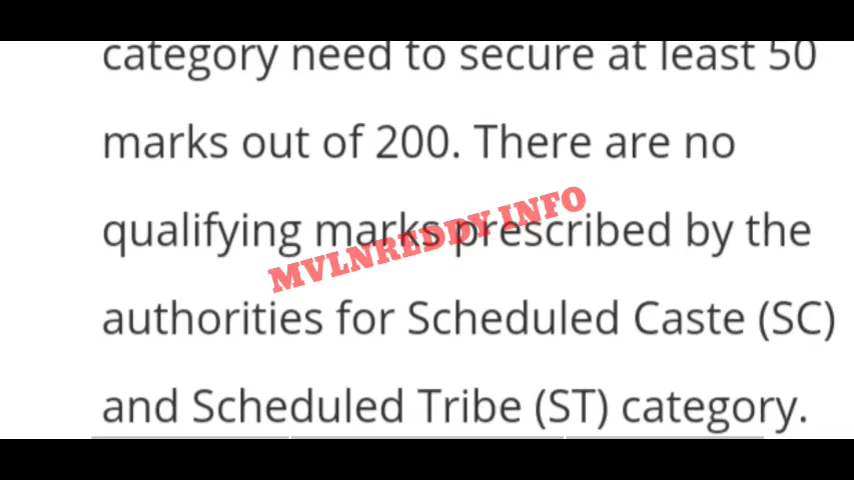 category need to secure at least 50
marks out of 200. There are no
qualifying marks prescribed by the
MVLNREDDY INFO
authorities for Scheduled Caste (SC)
and Scheduled Tribe (ST) category.